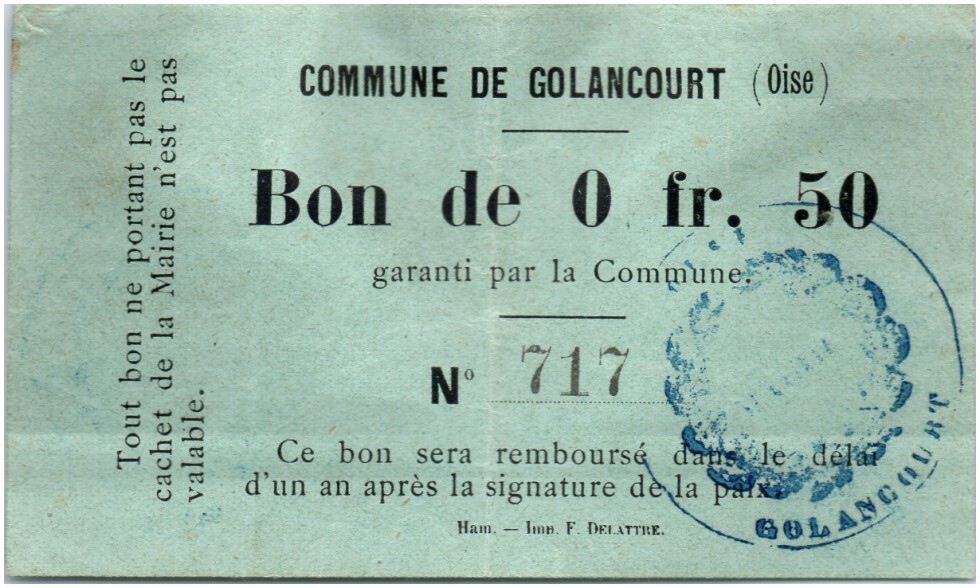 COMMUNE DE GOLANCOURT (Oise)
Bon de 0 fr. 50
garanti par la Commune.
Nº 717
Ce bon sera remboursé dans le délai
d'un an après la signature de la paix.
Ham. — Imp. F. DELATTRE.
Tout bon ne portant pas le
cachet de la Mairie n'est pas
valable.
GOLANCOURT